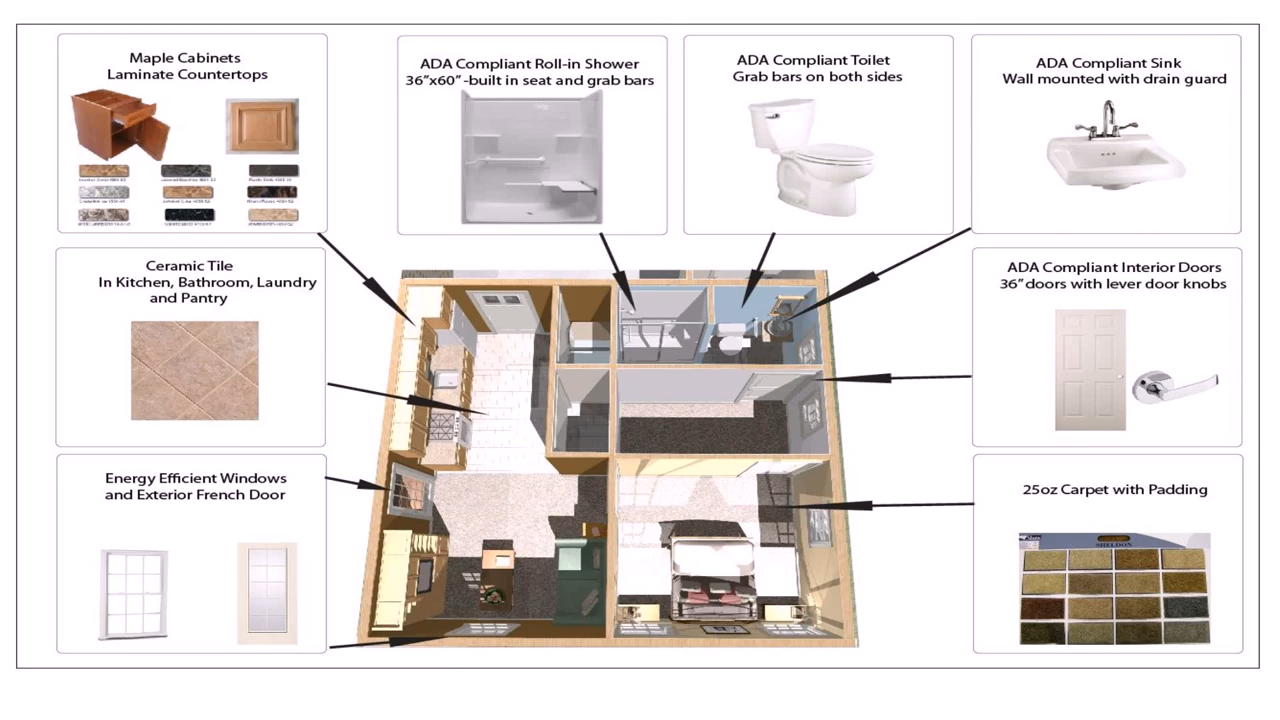 Maple Cabinets
Laminate Countertops
ADA Compliant Roll-in Shower
36"x60" -built in seat and grab bars
ADA Compliant Toilet
Grab bars on both sides
ADA Compliant Sink
Wall mounted with drain guard
Ceramic Tile
In Kitchen, Bathroom, Laundry
and Pantry
ADA Compliant Interior Doors
36" doors with lever door knobs
Energy Efficient Windows
and Exterior French Door
25oz Carpet with Padding
SHELDON